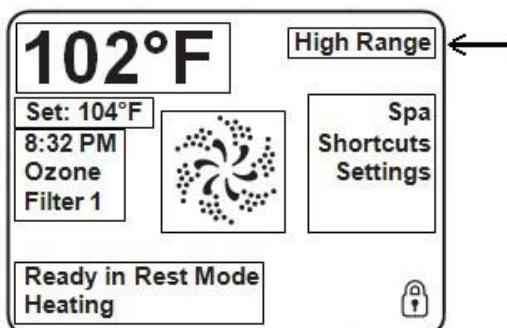 102°F
High Range
Set: 104°F
8:32 PM
Ozone
Filter 1
Spa
Shortcuts
Settings
Ready in Rest Mode
Heating